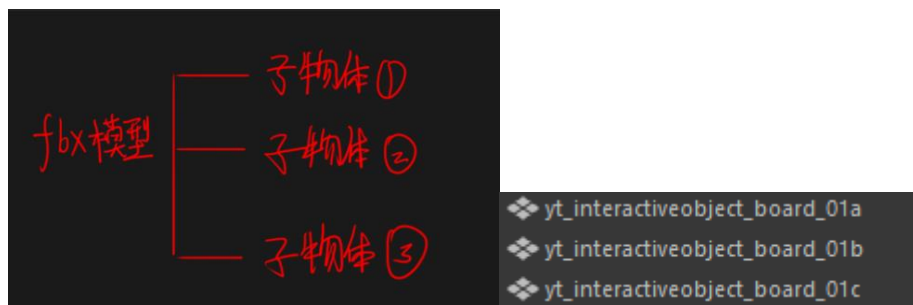 fbx模型
子物体①
子物体②
子物体③
yt_interactiveobject_board_01a
yt_interactiveobject_board_01b
yt_interactiveobject_board_01c